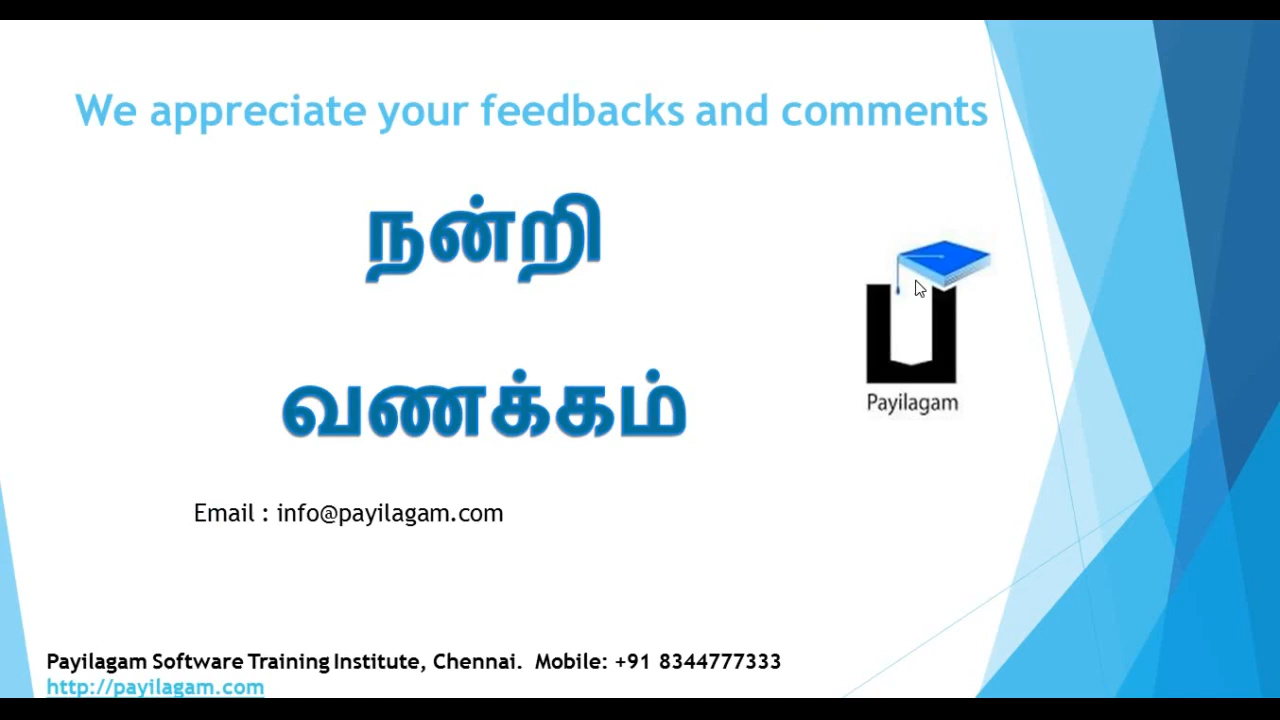 We appreciate your feedbacks and comments
நன்றி
வணக்கம்
Payilagam
Email : info@payilagam.com
Payilagam Software Training Institute, Chennai. Mobile: +91 8344777333
http://payilagam.com